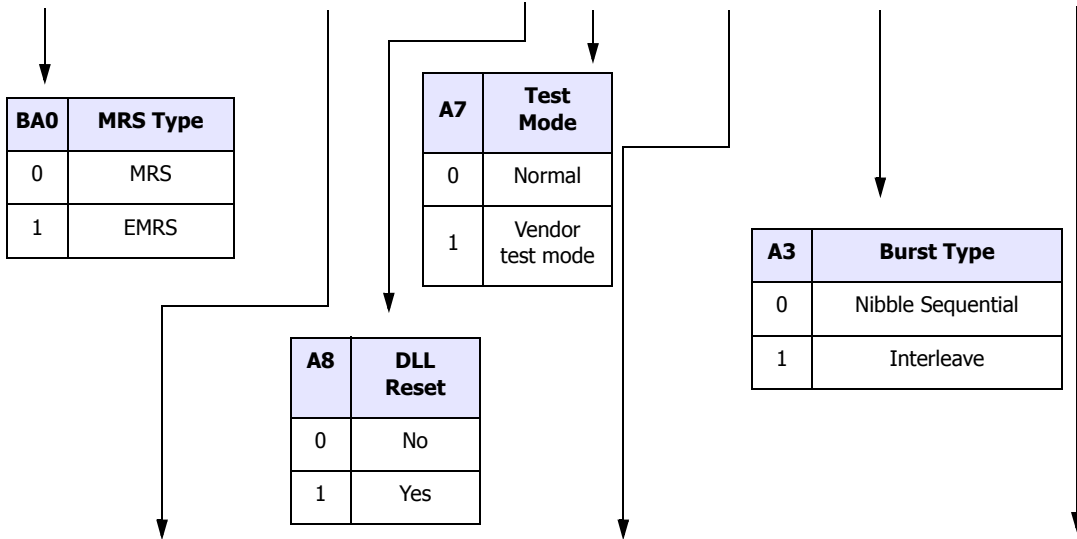 BA0 MRS Type
0 MRS
1 EMRS
A7 Test
Mode
0 Normal
1 Vendor
test mode
A8 DLL
Reset
0 No
1 Yes
A3 Burst Type
0 Nibble Sequential
1 Interleave